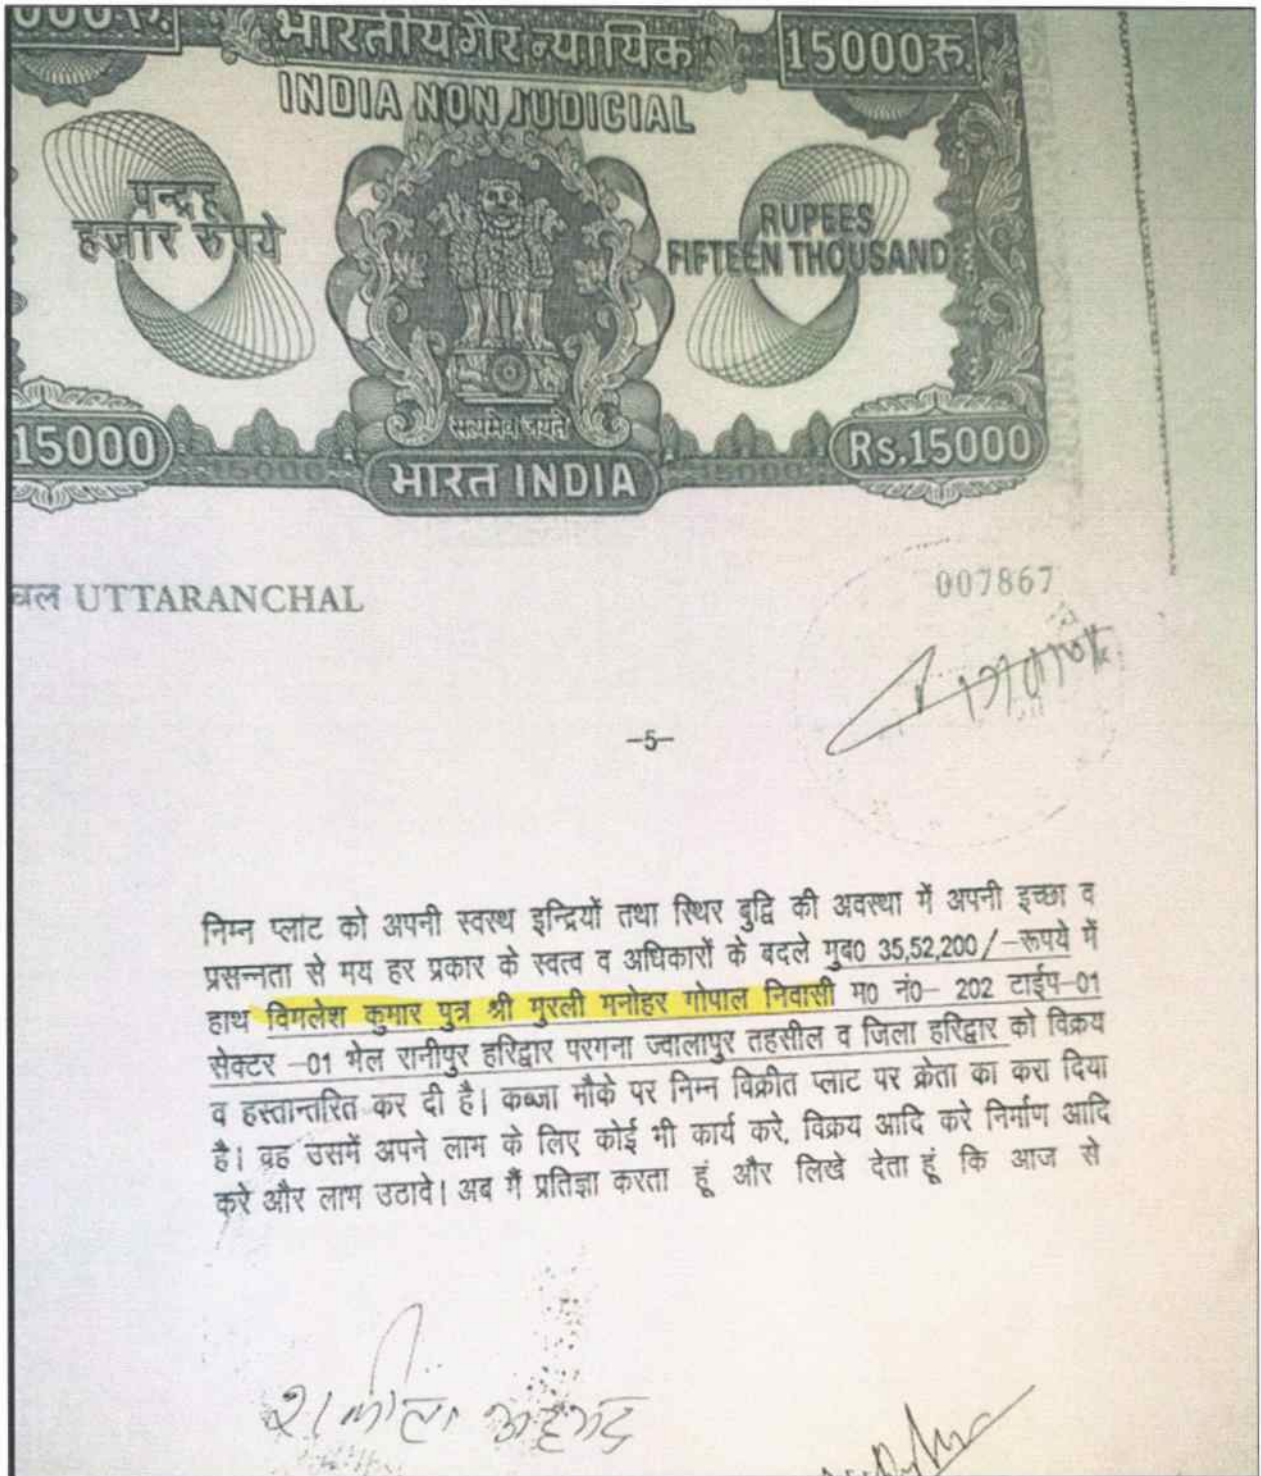 भारतीय गैर न्यायिक
15000रु.
INDIA NON JUDICIAL
पन्द्रह
हजार रुपये
RUPEES
FIFTEEN THOUSAND
सत्यमेव जयते
15000
Rs.15000
भारत INDIA
UTTARANCHAL
007867
–5–
निम्न प्लाट को अपनी स्वस्थ इन्द्रियों तथा स्थिर बुद्वि की अवस्था में अपनी इच्छा व
प्रसन्नता से मय हर प्रकार के स्वत्व व अधिकारों के बदले मुब0 35,52,200/–रूपये में
हाथ विमलेश कुमार पुत्र श्री मुरली मनोहर गोपाल निवासी म0 नं0– 202 टाईप–01
सेक्टर –01 भेल रानीपुर हरिद्वार परगना ज्वालापुर तहसील व जिला हरिद्वार को विक्रय
व हस्तान्तरित कर दी है। कब्जा मौके पर निम्न विक्रीत प्लाट पर क्रेता का करा दिया
है। वह उसमें अपने लाभ के लिए कोई भी कार्य करे, विक्रय आदि करे निर्माण आदि
करे और लाभ उठावे। अब मैं प्रतिज्ञा करता हूं और लिखे देता हूं कि आज से
अहमद